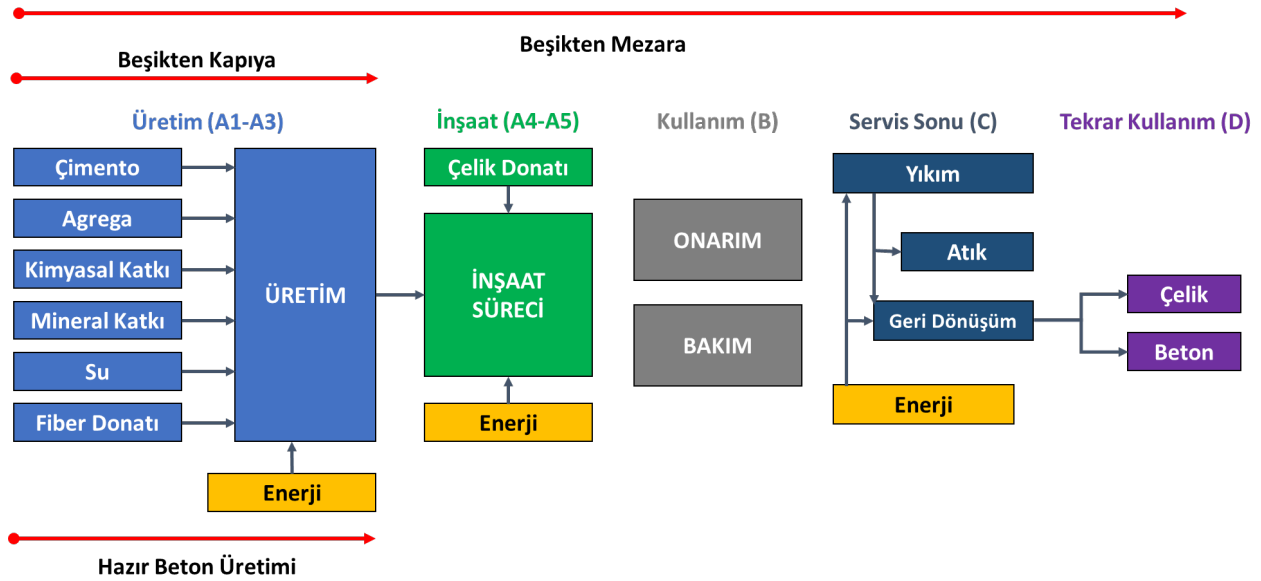 Beşikten Mezara
Beşikten Kapıya
Üretim (A1-A3)
İnşaat (A4-A5)
Kullanım (B)
Servis Sonu (C)
Tekrar Kullanım (D)
Çimento
Agrega
Kimyasal Katkı
Mineral Katkı
Su
Fiber Donatı
ÜRETİM
Enerji
Çelik Donatı
İNŞAAT
SÜRECİ
Enerji
ONARIM
BAKIM
Yıkım
Atık
Geri Dönüşüm
Enerji
Çelik
Beton
Hazır Beton Üretimi